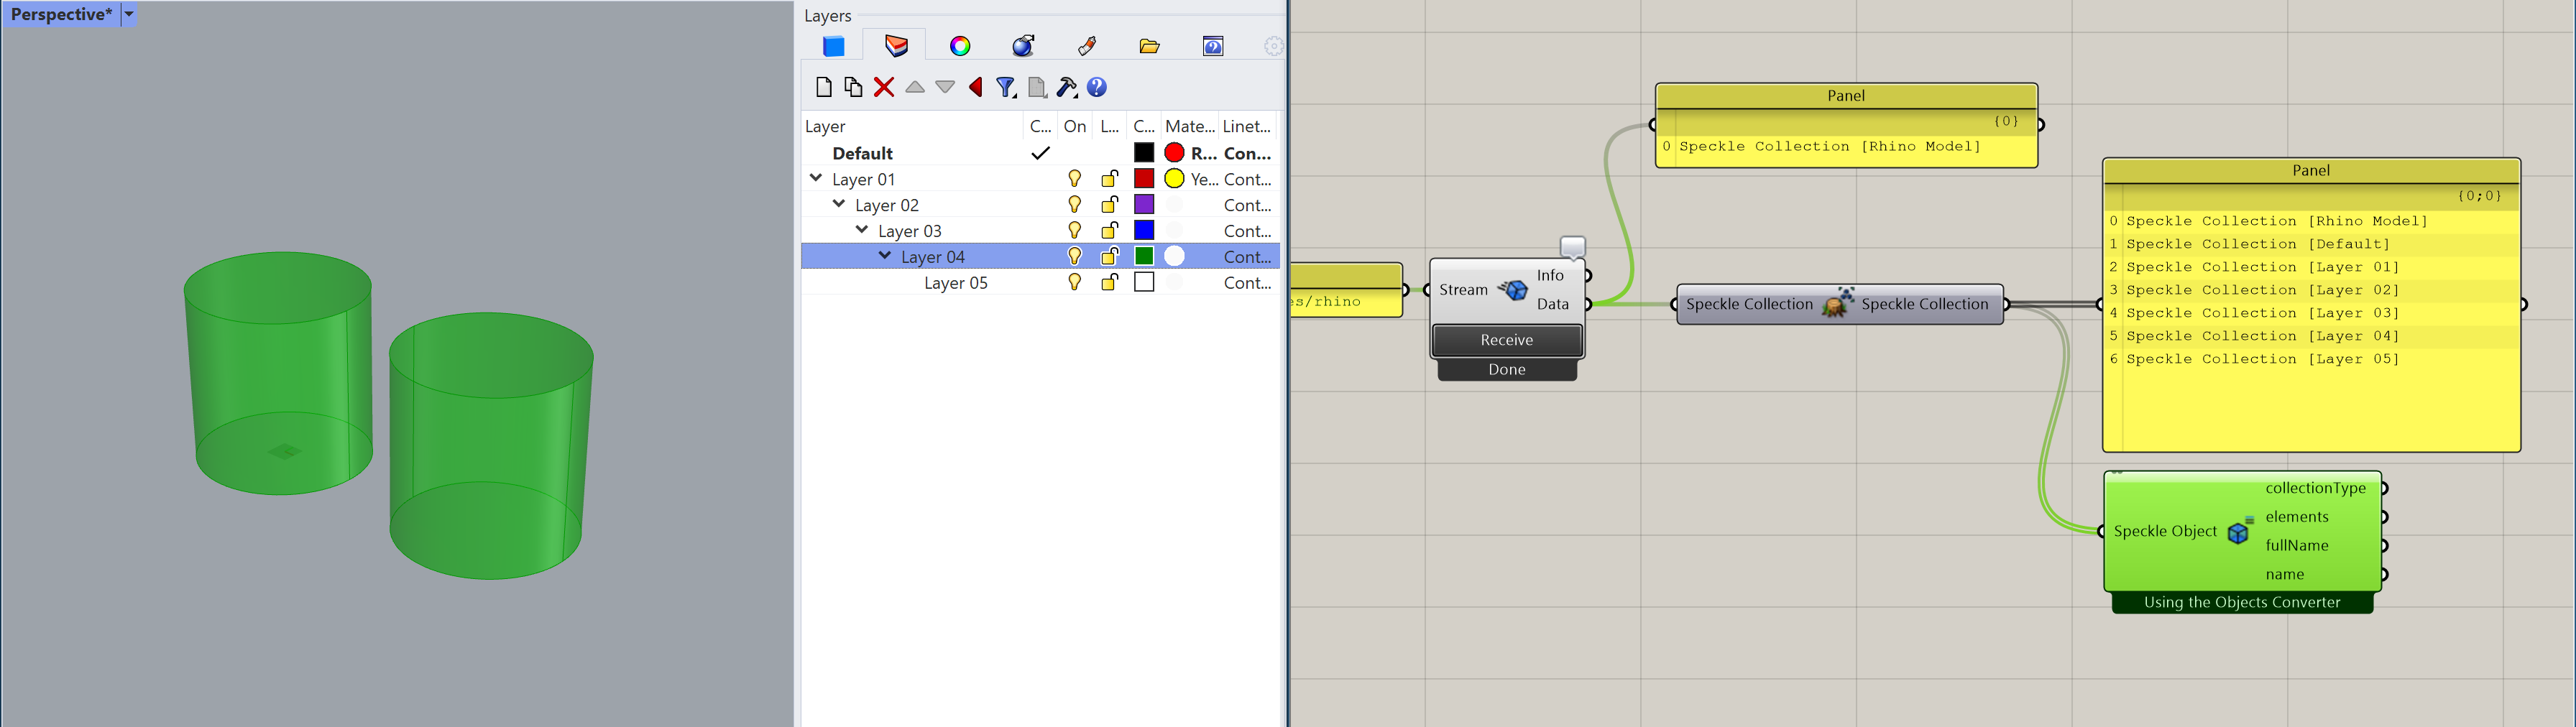 Perspective*
Layers
Layer C... On L... C... Mate... Linet...
Default R... Con...
Layer 01 Ye... Cont...
Layer 02 Cont...
Layer 03 Cont...
Layer 04 Cont...
Layer 05 Cont...
es/rhino
Stream
Info
Data
Receive
Done
Panel
{0}
0 Speckle Collection [Rhino Model]
Speckle Collection Speckle Collection
Panel
{0;0}
0 Speckle Collection [Rhino Model]
1 Speckle Collection [Default]
2 Speckle Collection [Layer 01]
3 Speckle Collection [Layer 02]
4 Speckle Collection [Layer 03]
5 Speckle Collection [Layer 04]
6 Speckle Collection [Layer 05]
Speckle Object
collectionType
elements
fullName
name
Using the Objects Converter